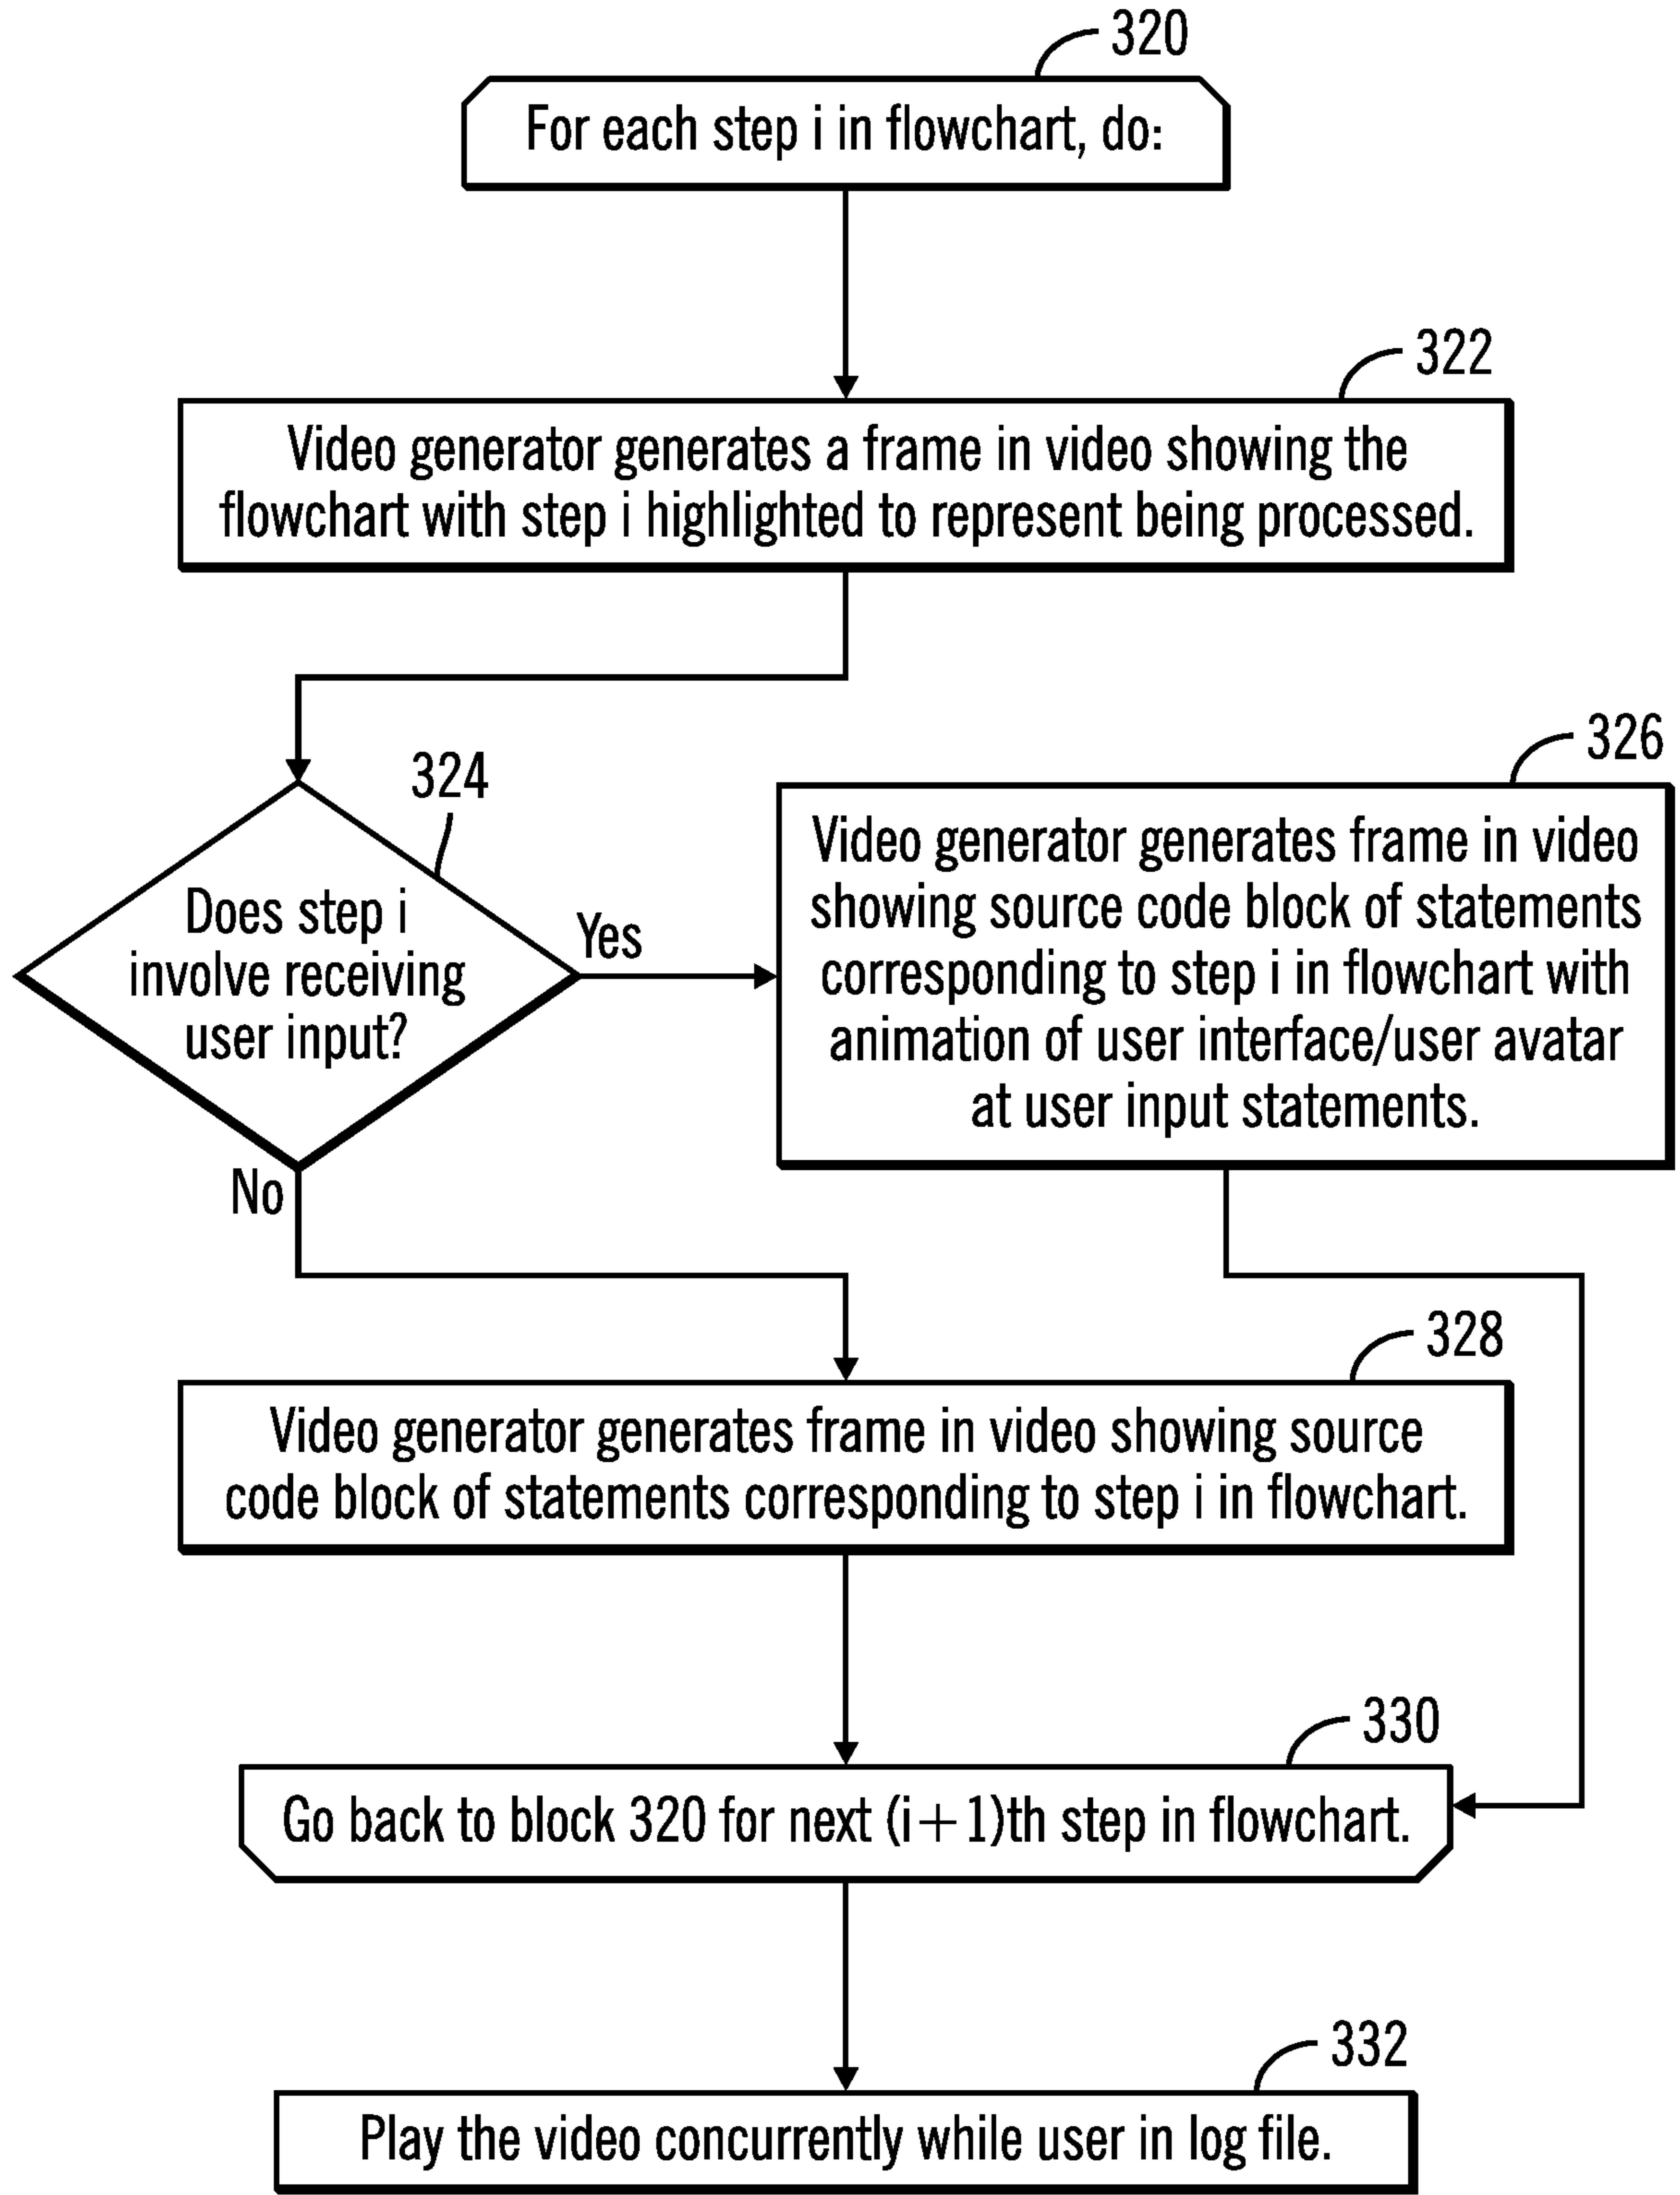 320
For each step i in flowchart, do:
322
Video generator generates a frame in video showing the
flowchart with step i highlighted to represent being processed.
324
Does step i
involve receiving
user input?
Yes
No
326
Video generator generates frame in video
showing source code block of statements
corresponding to step i in flowchart with
animation of user interface/user avatar
at user input statements.
328
Video generator generates frame in video showing source
code block of statements corresponding to step i in flowchart.
330
Go back to block 320 for next (i+1)th step in flowchart.
332
Play the video concurrently while user in log file.